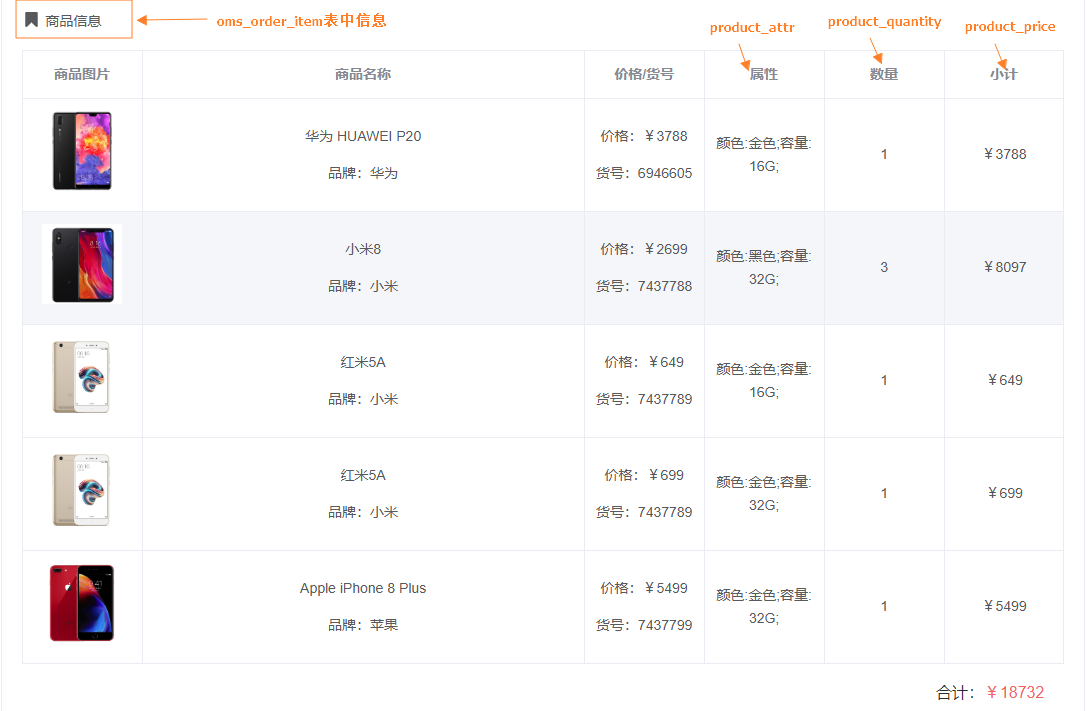 商品信息
oms_order_item表中信息
product_attr
product_quantity
product_price
商品图片
商品名称
价格/货号
属性
数量
小计
华为 HUAWEI P20
品牌：华为
价格：￥3788
货号：6946605
颜色:金色;容量:
16G;
1
￥3788
小米8
品牌：小米
价格：￥2699
货号：7437788
颜色:黑色;容量:
32G;
3
￥8097
红米5A
品牌：小米
价格：￥649
货号：7437789
颜色:金色;容量:
16G;
1
￥649
红米5A
品牌：小米
价格：￥699
货号：7437789
颜色:金色;容量:
32G;
1
￥699
Apple iPhone 8 Plus
品牌：苹果
价格：￥5499
货号：7437799
颜色:金色;容量:
32G;
1
￥5499
合计：￥18732